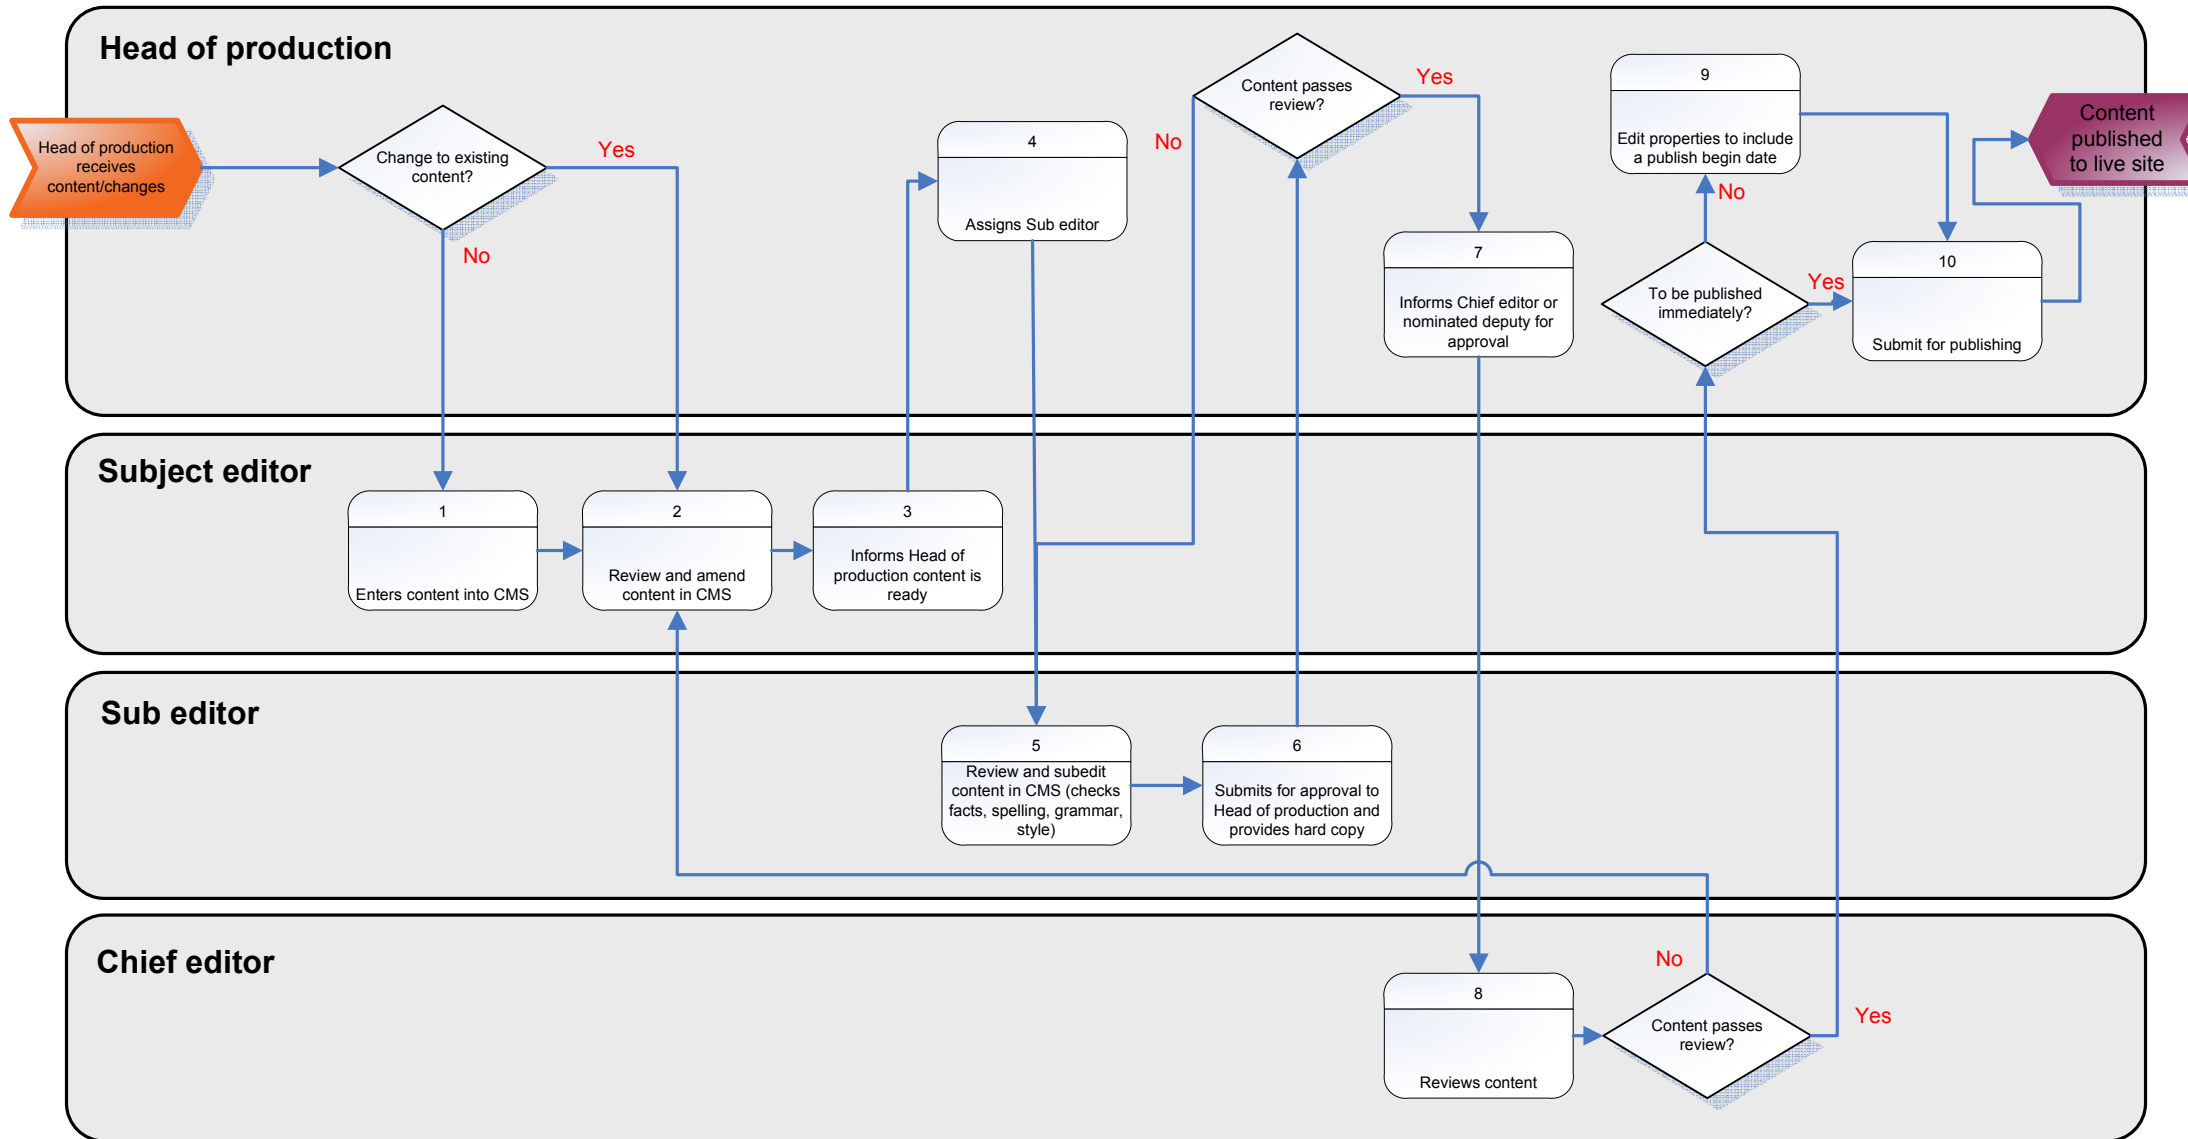 Head of production
Head of production
receives
content/changes
Change to existing
content?
Yes
No
4
Assigns Sub editor
Content passes
review?
Yes
No
7
Informs Chief editor or
nominated deputy for
approval
9
Edit properties to include
a publish begin date
No
To be published
immediately?
Yes
10
Submit for publishing
Content
published
to live site
Subject editor
1
Enters content into CMS
2
Review and amend
content in CMS
3
Informs Head of
production content is
ready
Sub editor
5
Review and subedit
content in CMS (checks
facts, spelling, grammar,
style)
6
Submits for approval to
Head of production and
provides hard copy
Chief editor
8
Reviews content
No
Content passes
review?
Yes